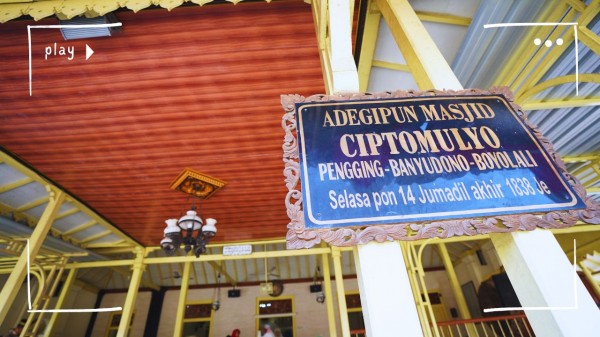 play
ADEGIPUN MASJID
CIPTOMULYO
PENGGING-BANYUDONO-BOYOLALI
Selasa pon 14 Jumadil akhir 1838 Je